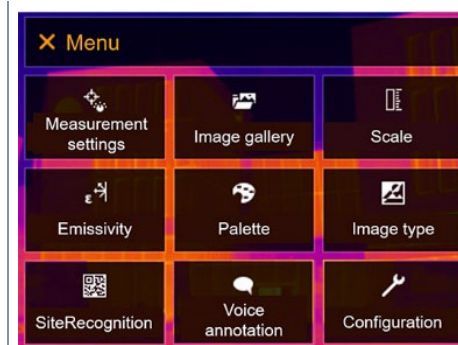 × Menu
Measurement
settings
Image gallery
Scale
ε
Emissivity
Palette
Image type
SiteRecognition
Voice
annotation
Configuration